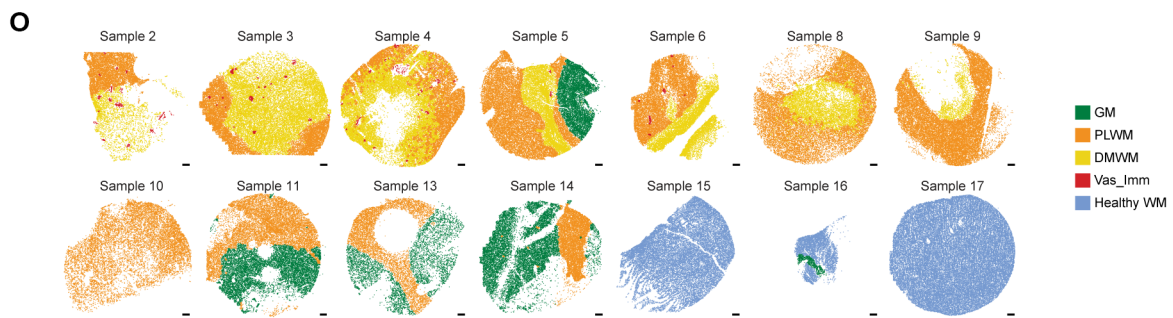 O
Sample 2 Sample 3 Sample 4 Sample 5 Sample 6 Sample 8 Sample 9
GM
PLWM
DMWM
Vas_Imm
Healthy WM
Sample 10 Sample 11 Sample 13 Sample 14 Sample 15 Sample 16 Sample 17